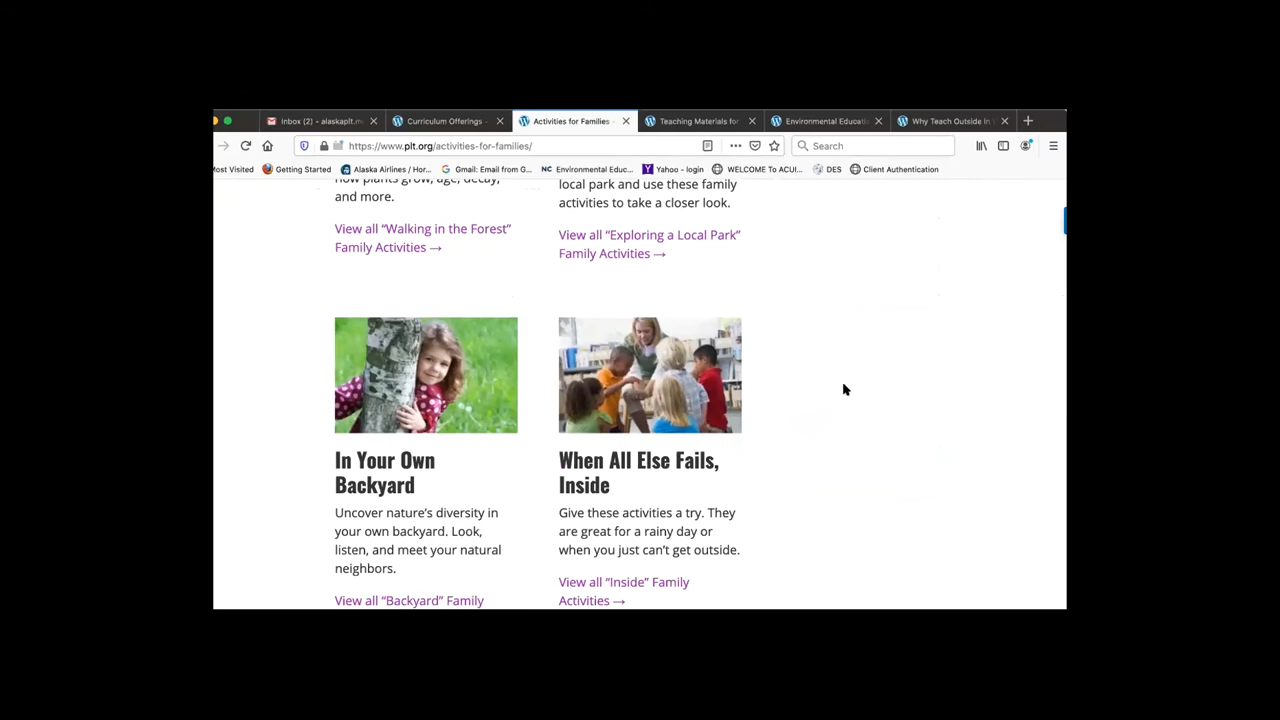 Inbox (2) - alaskaplt.m
Curriculum Offerings -
Activities for Families -
Teaching Materials for
Environmental Educati
Why Teach Outside in
https://www.plt.org/activities-for-families/
Search
Most Visited
Getting Started
Alaska Airlines / Hor...
Gmail: Email from G...
Environmental Educ...
Yahoo - login
WELCOME TO ACUI...
DES
Client Authentication
how plants grow, age, decay,
and more.
View all “Walking in the Forest”
Family Activities →
local park and use these family
activities to take a closer look.
View all “Exploring a Local Park”
Family Activities →
In Your Own
Backyard
Uncover nature’s diversity in
your own backyard. Look,
listen, and meet your natural
neighbors.
View all “Backyard” Family
When All Else Fails,
Inside
Give these activities a try. They
are great for a rainy day or
when you just can’t get outside.
View all “Inside” Family
Activities →